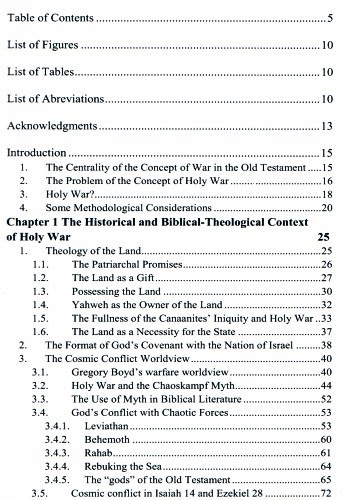 Table of Contents ..................................................................5
List of Figures ......................................................................10
List of Tables........................................................................10
List of Abreviations...............................................................10
Acknowledgments.................................................................13
Introduction ..........................................................................15
1. The Centrality of the Concept of War in the Old Testament .....15
2. The Problem of the Concept of Holy War ......................16
3. Holy War?.............................................................18
4. Some Methodological Considerations ............................20
Chapter 1 The Historical and Biblical-Theological Context
of Holy War 25
1. Theology of the Land.................................................25
1.1. The Patriarchal Promises.....................................26
1.2. The Land as a Gift..............................................27
1.3. Possessing the Land ...........................................30
1.4. Yahweh as the Owner of the Land ........................32
1.5. The Fullness of the Canaanites' Iniquity and Holy War ..33
1.6. The Land as a Necessity for the State ....................37
2. The Format of God's Covenant with the Nation of Israel .......38
3. The Cosmic Conflict Worldview.....................................40
3.1. Gregory Boyd's warfare worldview.........................40
3.2. Holy War and the Chaoskampf Myth......................44
3.3. The Use of Myth in Biblical Literature ....................52
3.4. God's Conflict with Chaotic Forces........................53
3.4.1. Leviathan ......................................................53
3.4.2. Behemoth .....................................................60
3.4.3. Rahab...........................................................61
3.4.4. Rebuking the Sea............................................64
3.4.5. The "gods" of the Old Testament........................65
3.5. Cosmic conflict in Isaiah 14 and Ezekiel 28 .............72